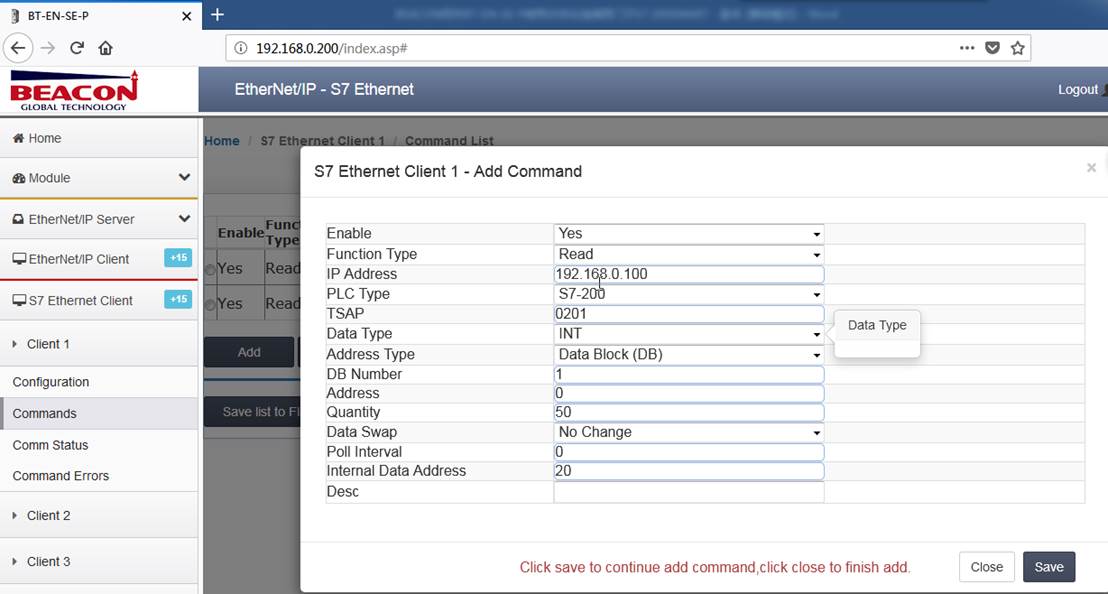 BT-EN-SE-P
192.168.0.200/index.asp#
BEACON
GLOBAL TECHNOLOGY
EtherNet/IP - S7 Ethernet
Logout
Home
Module
EtherNet/IP Server
EtherNet/IP Client +15
S7 Ethernet Client +15
Client 1
Configuration
Commands
Comm Status
Command Errors
Client 2
Client 3
Home / S7 Ethernet Client 1 / Command List
Enable Func
Type
Yes Read
Yes Read
Add
Save list to Fl
S7 Ethernet Client 1 - Add Command
×
Enable Yes
Function Type Read
IP Address 192.168.0.100
PLC Type S7-200
TSAP 0201
Data Type INT
Data Type
Address Type Data Block (DB)
DB Number 1
Address 0
Quantity 50
Data Swap No Change
Poll Interval 0
Internal Data Address 20
Desc
Click save to continue add command,click close to finish add.
Close
Save